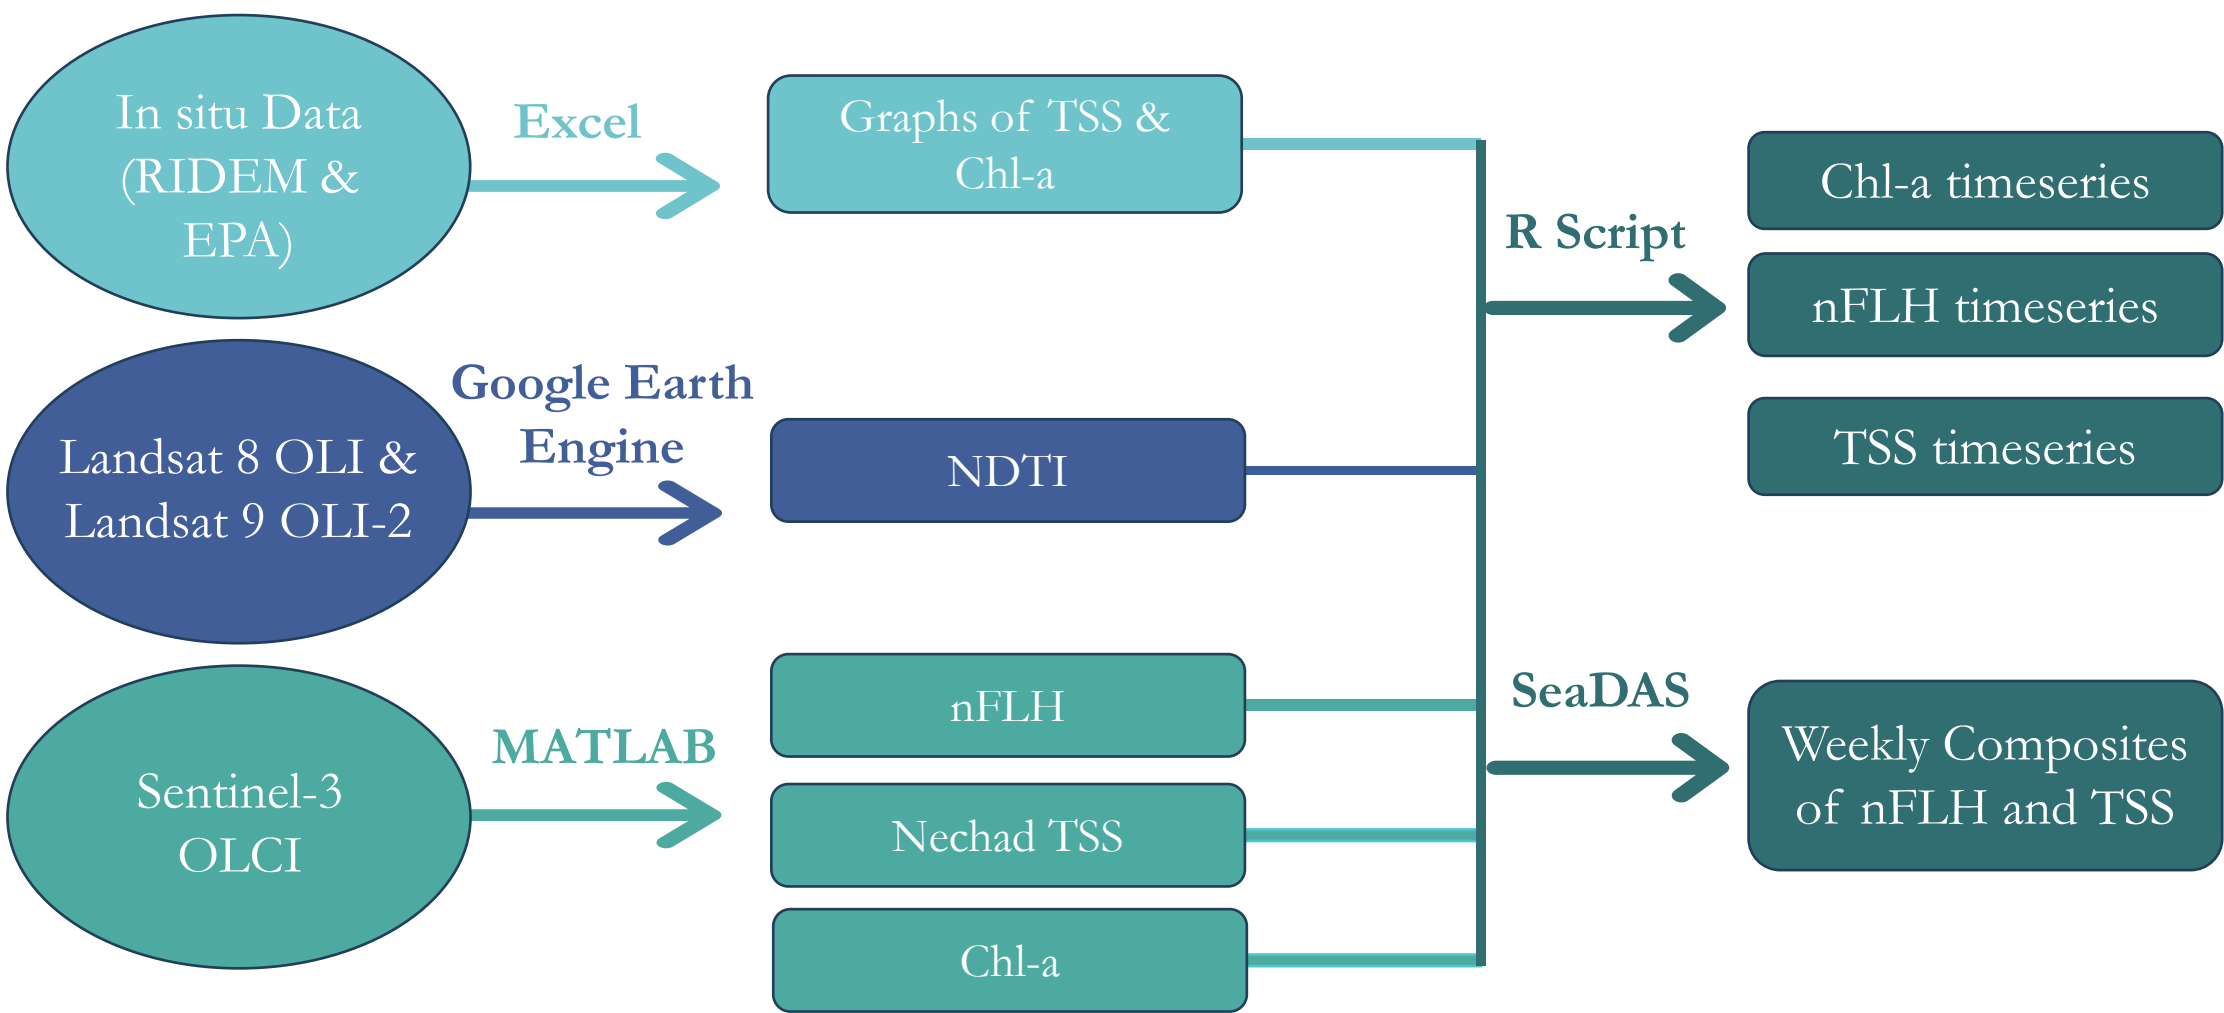 In situ Data
(RIDEM &
EPA)
Excel
Graphs of TSS &
Chl-a
Landsat 8 OLI &
Landsat 9 OLI-2
Google Earth
Engine
NDTI
Sentinel-3
OLCI
MATLAB
nFLH
Nechad TSS
Chl-a
R Script
Chl-a timeseries
nFLH timeseries
TSS timeseries
SeaDAS
Weekly Composites
of nFLH and TSS